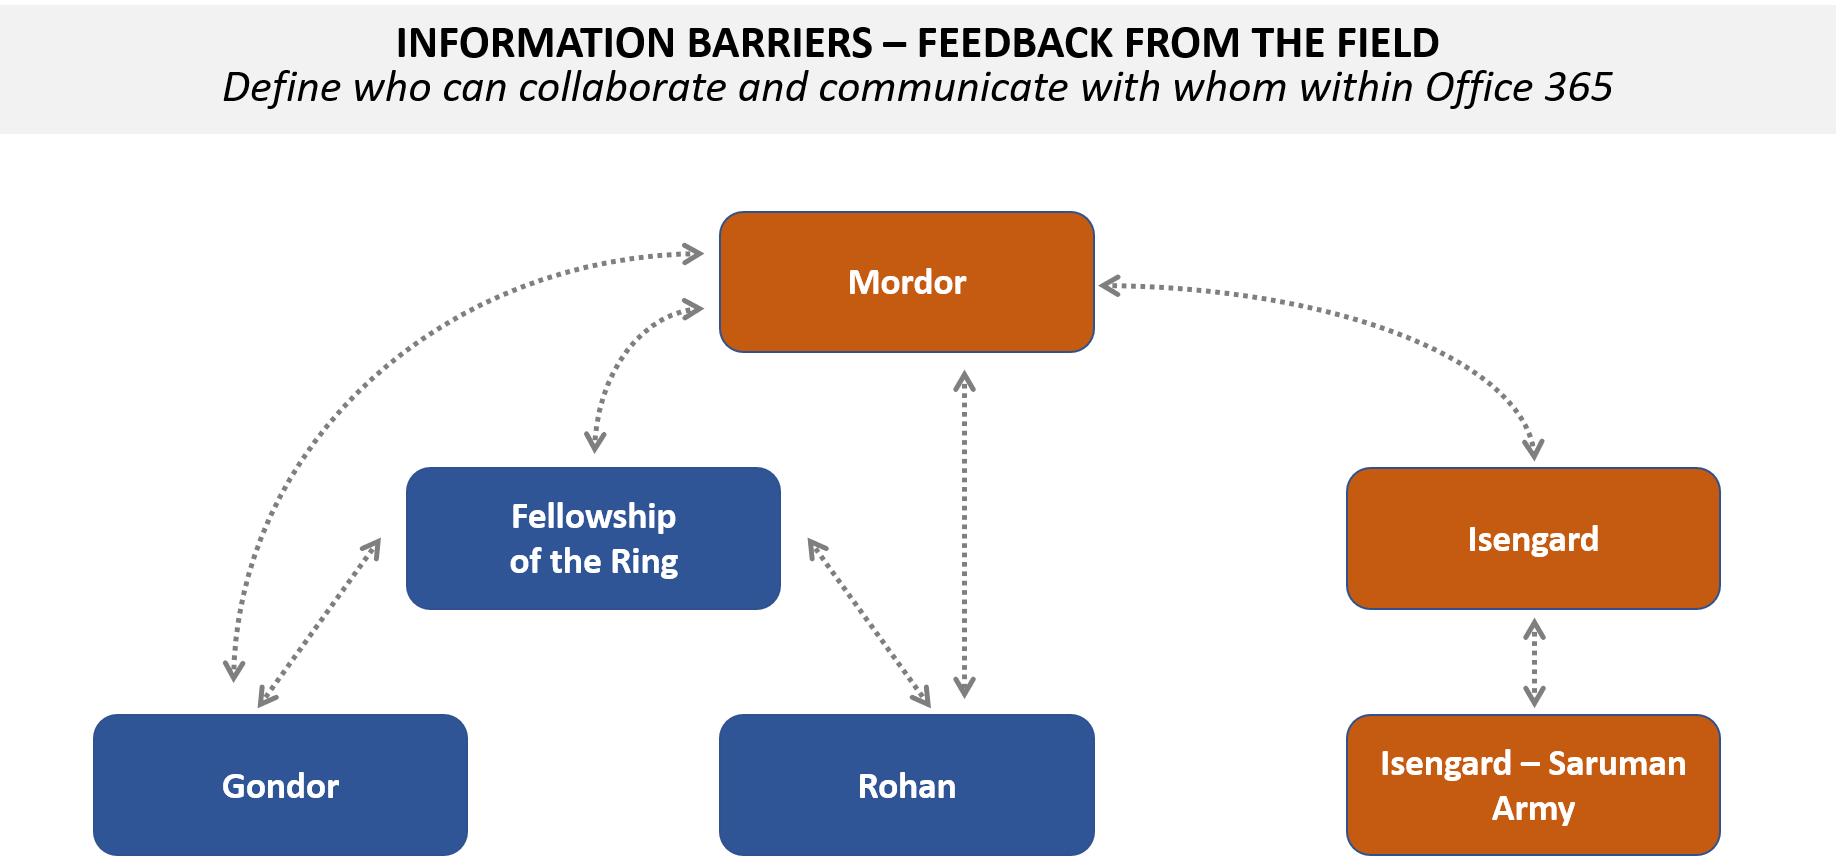 INFORMATION BARRIERS – FEEDBACK FROM THE FIELD
Define who can collaborate and communicate with whom within Office 365
Mordor
Fellowship
of the Ring
Isengard
Gondor
Rohan
Isengard – Saruman
Army